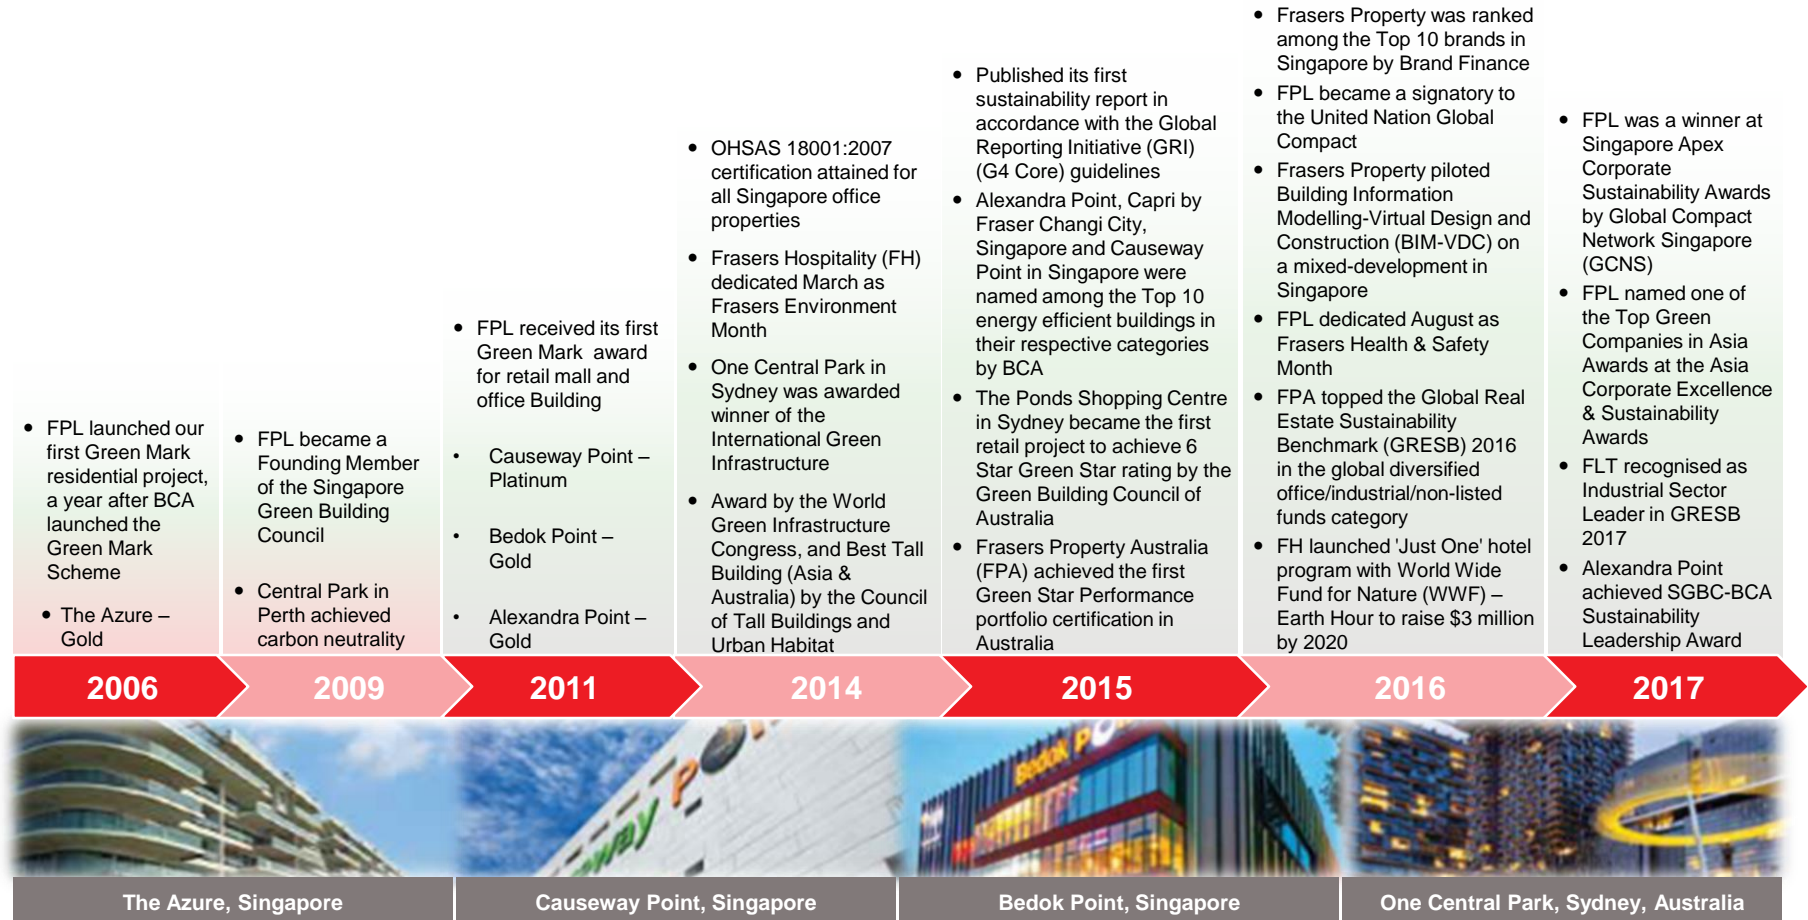 • FPL launched our
first Green Mark
residential project,
a year after BCA
launched the
Green Mark
Scheme
• The Azure –
Gold
• FPL became a
Founding Member
of the Singapore
Green Building
Council
• Central Park in
Perth achieved
carbon neutrality
• FPL received its first
Green Mark award
for retail mall and
office Building
• Causeway Point –
Platinum
• Bedok Point –
Gold
• Alexandra Point –
Gold
• OHSAS 18001:2007
certification attained for
all Singapore office
properties
• Frasers Hospitality (FH)
dedicated March as
Frasers Environment
Month
• One Central Park in
Sydney was awarded
winner of the
International Green
Infrastructure
• Award by the World
Green Infrastructure
Congress, and Best Tall
Building (Asia &
Australia) by the Council
of Tall Buildings and
Urban Habitat
• Published its first
sustainability report in
accordance with the Global
Reporting Initiative (GRI)
(G4 Core) guidelines
• Alexandra Point, Capri by
Fraser Changi City,
Singapore and Causeway
Point in Singapore were
named among the Top 10
energy efficient buildings in
their respective categories
by BCA
• The Ponds Shopping Centre
in Sydney became the first
retail project to achieve 6
Star Green Star rating by the
Green Building Council of
Australia
• Frasers Property Australia
(FPA) achieved the first
Green Star Performance
portfolio certification in
Australia
• Frasers Property was ranked
among the Top 10 brands in
Singapore by Brand Finance
• FPL became a signatory to
the United Nation Global
Compact
• Frasers Property piloted
Building Information
Modelling-Virtual Design and
Construction (BIM-VDC) on
a mixed-development in
Singapore
• FPL dedicated August as
Frasers Health & Safety
Month
• FPA topped the Global Real
Estate Sustainability
Benchmark (GRESB) 2016
in the global diversified
office/industrial/non-listed
funds category
• FH launched 'Just One' hotel
program with World Wide
Fund for Nature (WWF) –
Earth Hour to raise $3 million
by 2020
• FPL was a winner at
Singapore Apex
Corporate
Sustainability Awards
by Global Compact
Network Singapore
(GCNS)
• FPL named one of
the Top Green
Companies in Asia
Awards at the Asia
Corporate Excellence
& Sustainability
Awards
• FLT recognised as
Industrial Sector
Leader in GRESB
2017
• Alexandra Point
achieved SGBC-BCA
Sustainability
Leadership Award
2006
2009
2011
2014
2015
2016
2017
Bedok Po
The Azure, Singapore
Causeway Point, Singapore
Bedok Point, Singapore
One Central Park, Sydney, Australia